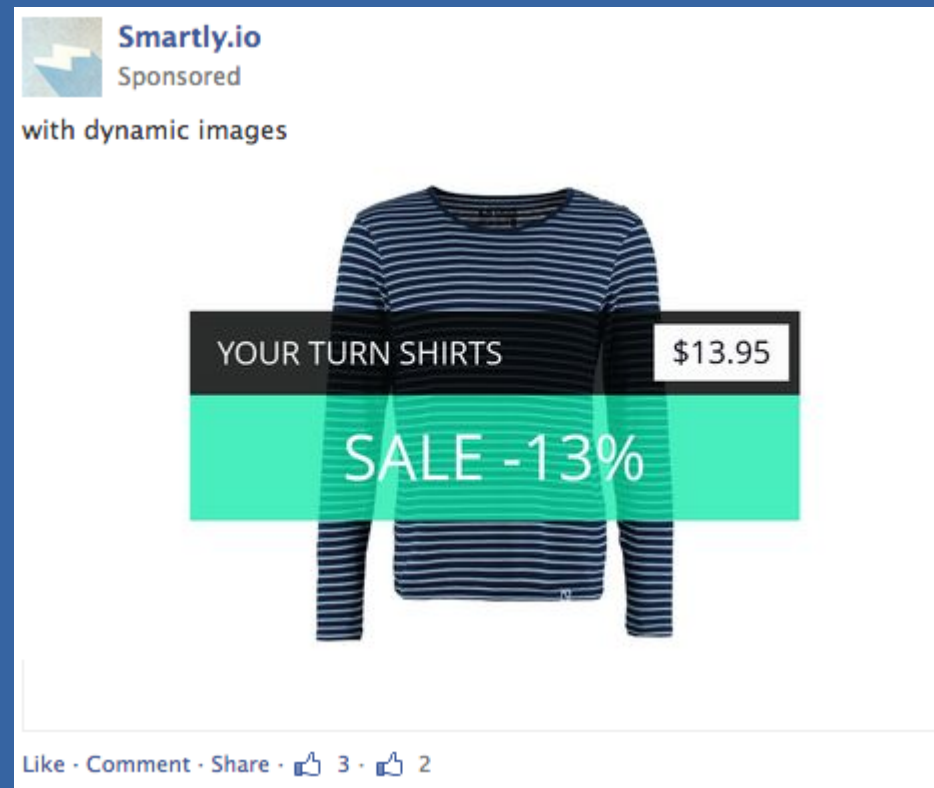 Smartly.io
Sponsored
with dynamic images
YOUR TURN SHIRTS
$13.95
SALE -13%
Like · Comment · Share · 3 · 2